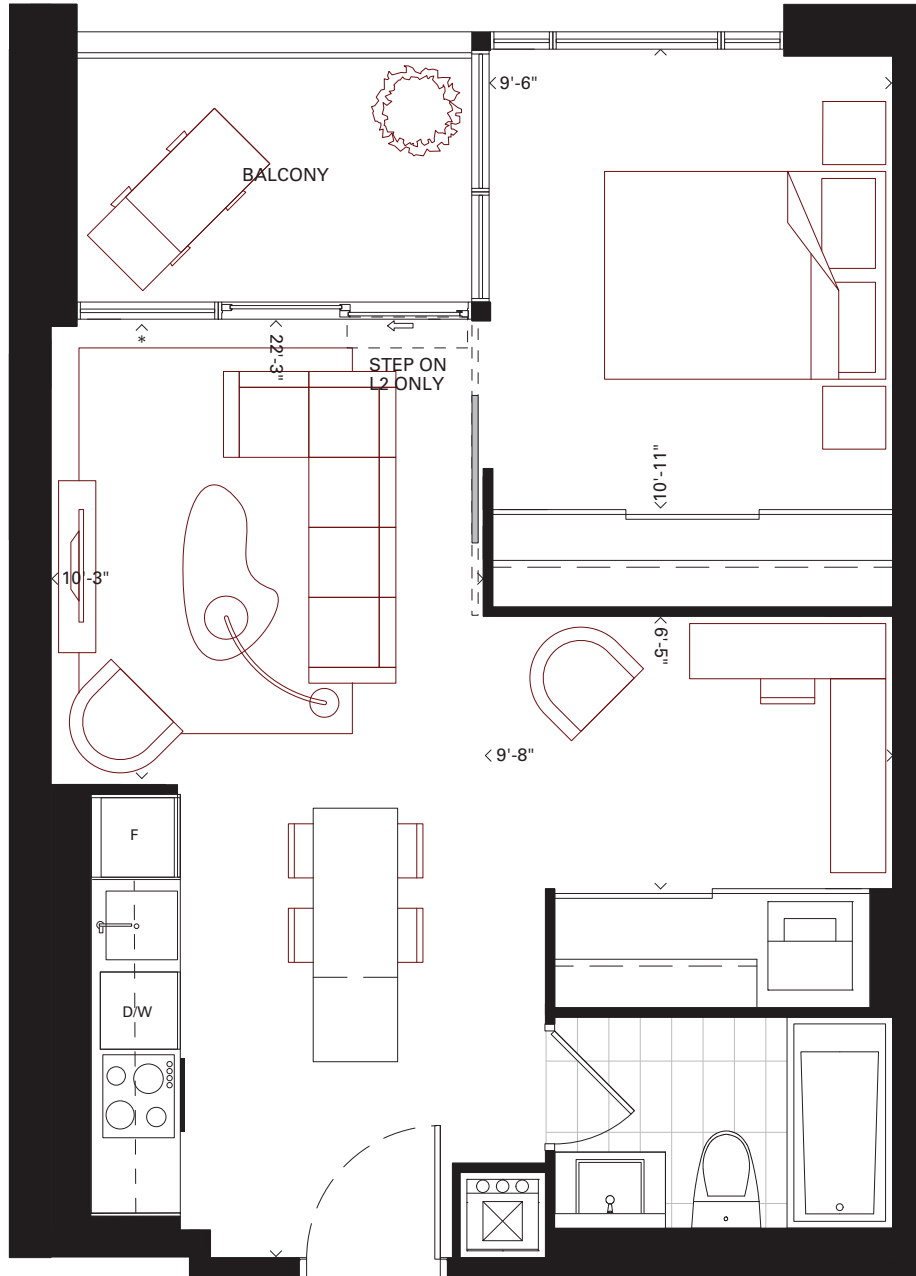 9'-6"
BALCONY
*
22'-3"
STEP ON
L2 ONLY
10'-11"
10'-3"
6'-5"
9'-8"
F
D/W